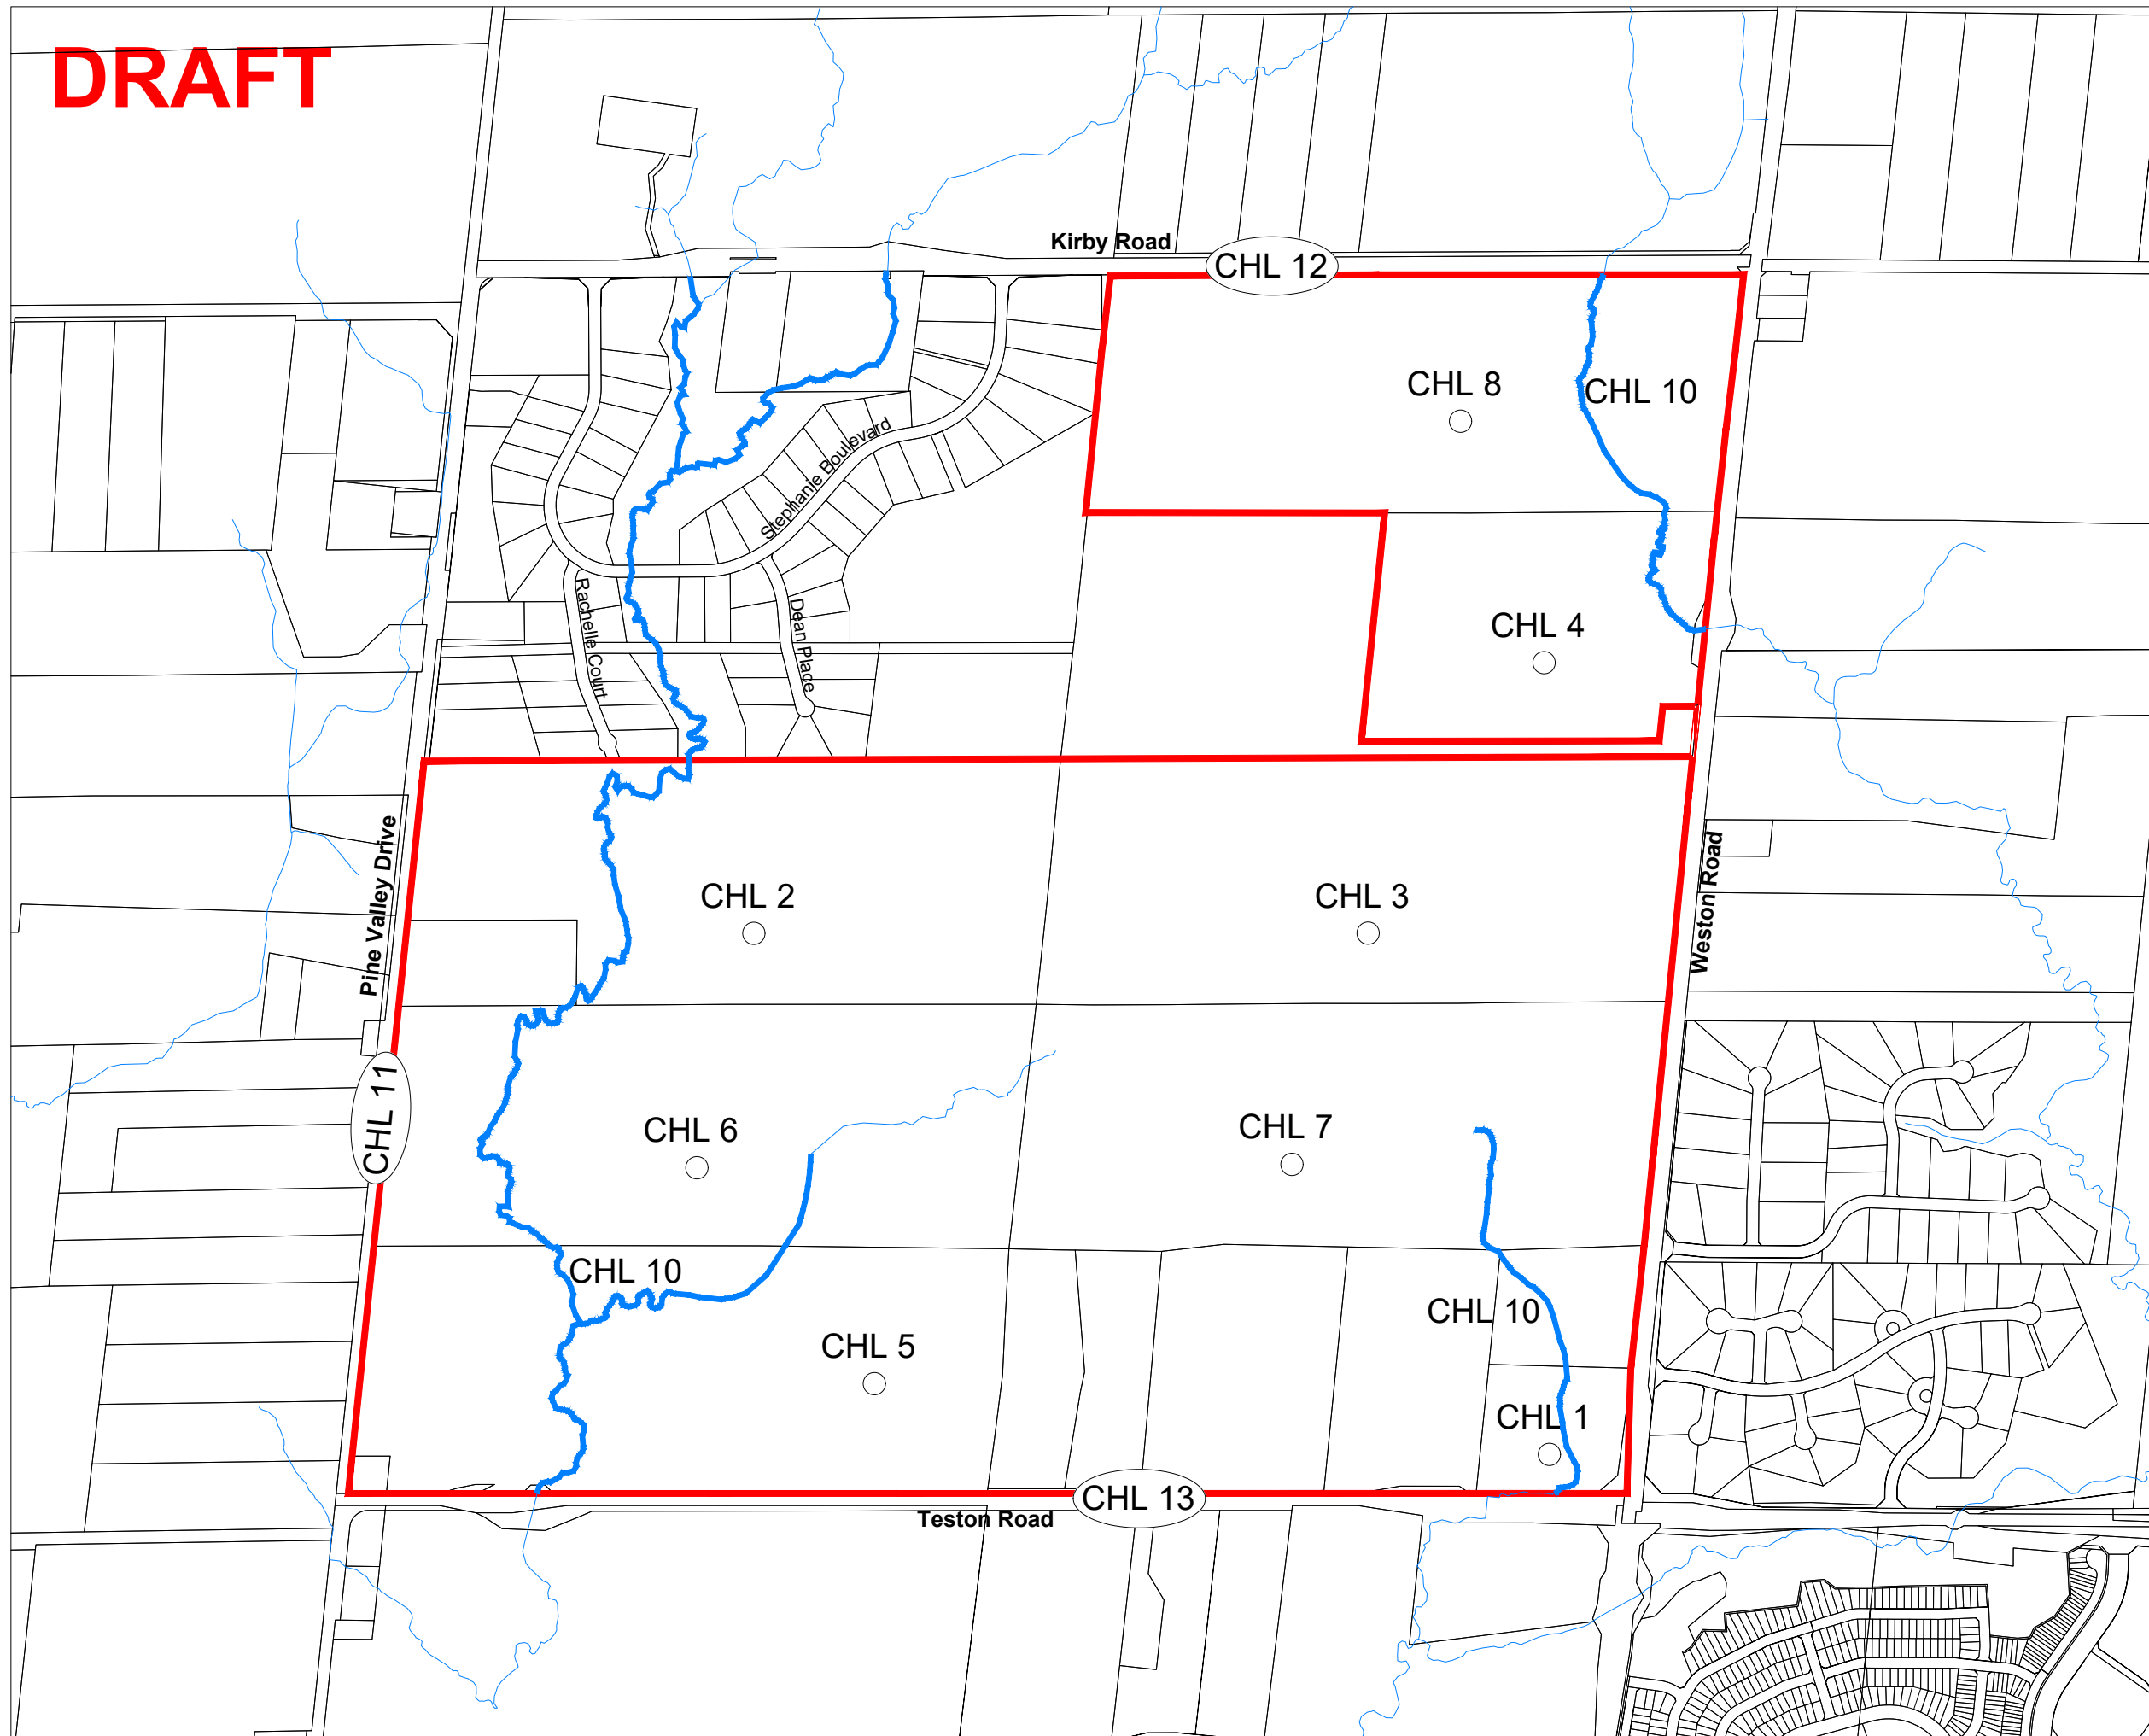 DRAFT
Kirby Road
CHL 12
CHL 8
CHL 10
Stephanie Boulevard
Rachelle Court
Dean Place
CHL 4
Pine Valley Drive
Weston Road
CHL 2
CHL 3
CHL 11
CHL 6
CHL 7
CHL 10
CHL 10
CHL 5
CHL 1
CHL 13
Teston Road